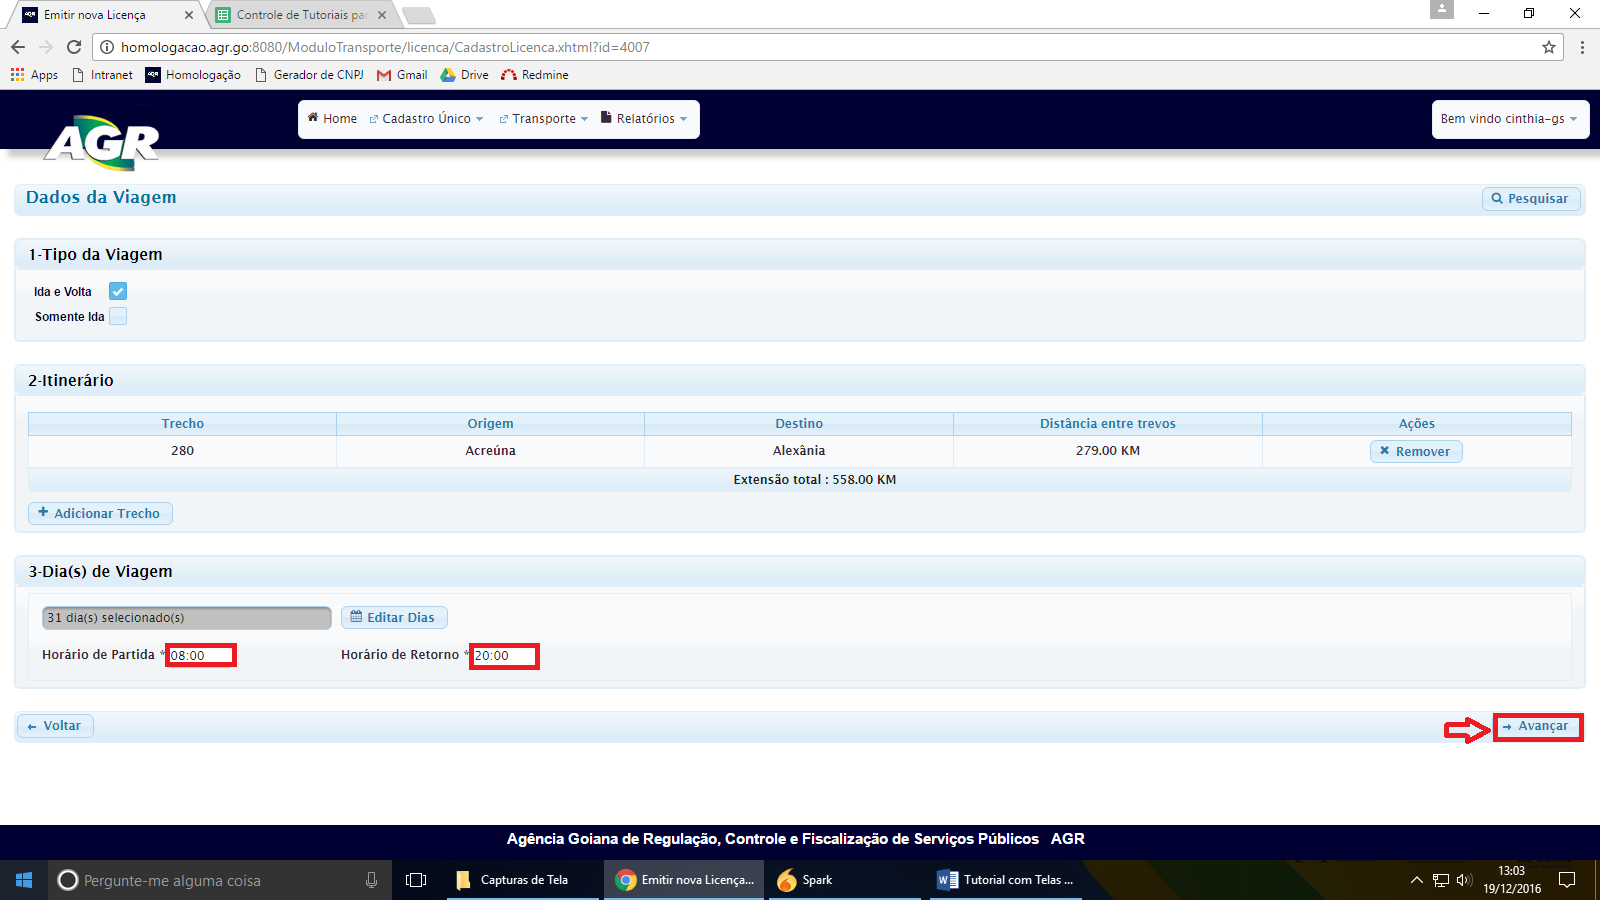 Emitir nova Licença
Controle de Tutoriais pa
homologacao.agr.go:8080/ModuloTransporte/licenca/CadastroLicenca.xhtml?id=4007
Apps Intranet Homologação Gerador de CNPJ Gmail Drive Redmine
AGR
Home Cadastro Único Transporte Relatórios
Bem vindo cinthia-gs
Dados da Viagem
Pesquisar
1-Tipo da Viagem
Ida e Volta
Somente Ida
2-Itinerário
Trecho Origem Destino Distância entre trevos Ações
280 Acreúna Alexânia 279.00 KM Remover
Extensão total : 558.00 KM
Adicionar Trecho
3-Dia(s) de Viagem
31 dia(s) selecionado(s) Editar Dias
Horário de Partida * 08:00 Horário de Retorno * 20:00
Voltar
Avançar
Agência Goiana de Regulação, Controle e Fiscalização de Serviços Públicos AGR
Pergunte-me alguma coisa
Capturas de Tela
Emitir nova Licença...
Spark
Tutorial com Telas ...
13:03
19/12/2016